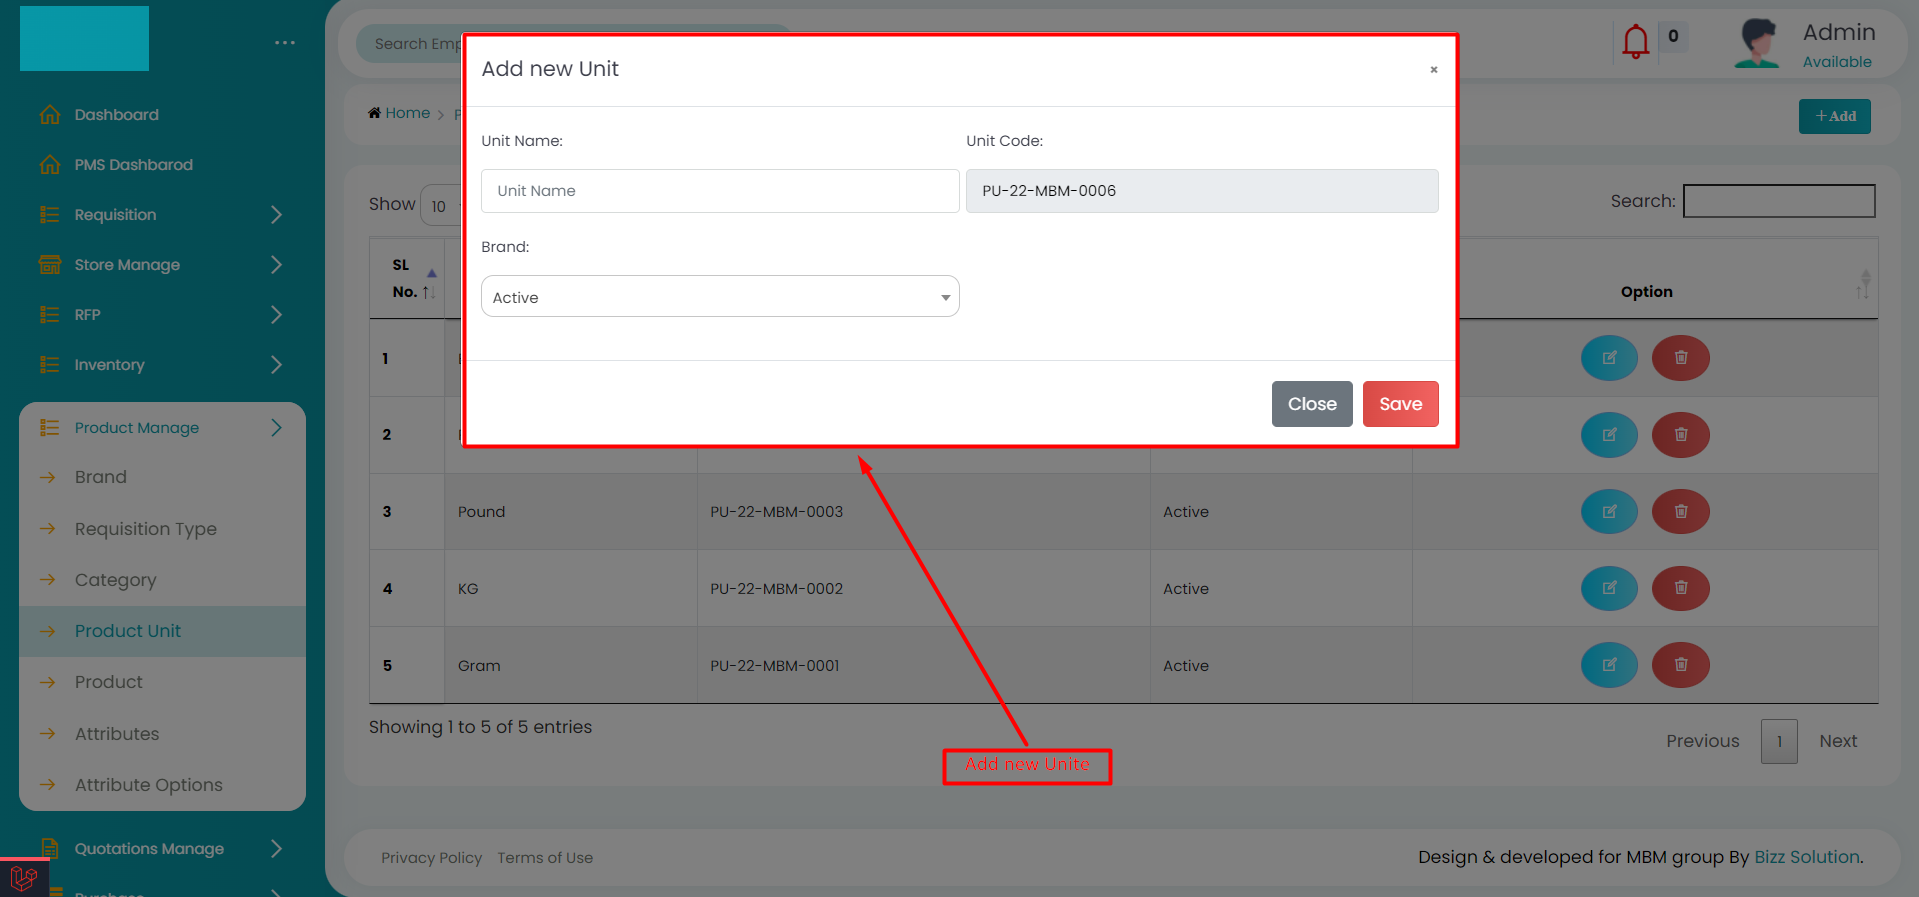 Search Emp
0
Admin
Available
Dashboard
PMS Dashbarod
Requisition
Store Manage
RFP
Inventory
Product Manage
Brand
Requisition Type
Category
Product Unit
Product
Attributes
Attribute Options
Quotations Manage
Home
+Add
Add new Unit
×
Unit Name:
Unit Code:
Unit Name
PU-22-MBM-0006
Brand:
Active
Close
Save
Show 10
Search:
SL
No.
Option
1
2
3 Pound PU-22-MBM-0003 Active
4 KG PU-22-MBM-0002 Active
5 Gram PU-22-MBM-0001 Active
Showing 1 to 5 of 5 entries
Previous 1 Next
Add new Unite
Privacy Policy Terms of Use
Design & developed for MBM group By Bizz Solution.